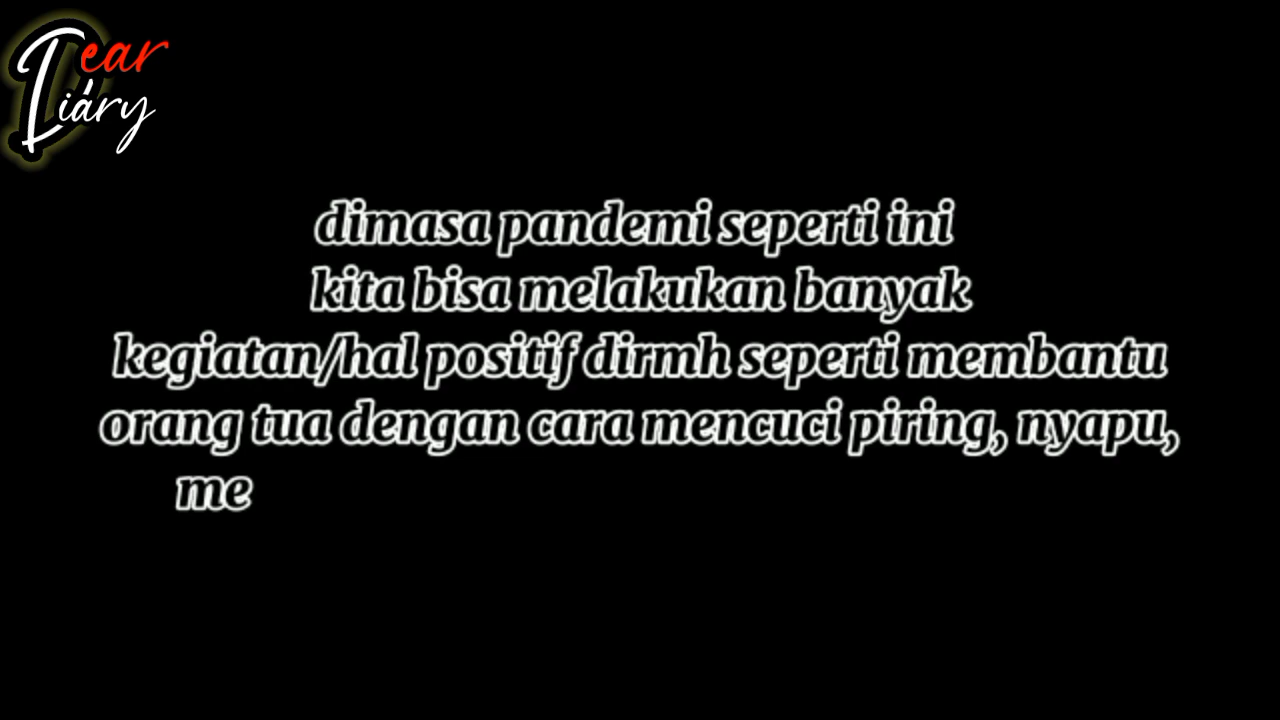 Dear
Diary
dimasa pandemi seperti ini
kita bisa melakukan banyak
kegiatan/hal positif dirmh seperti membantu
orang tua dengan cara mencuci piring, nyapu,
me